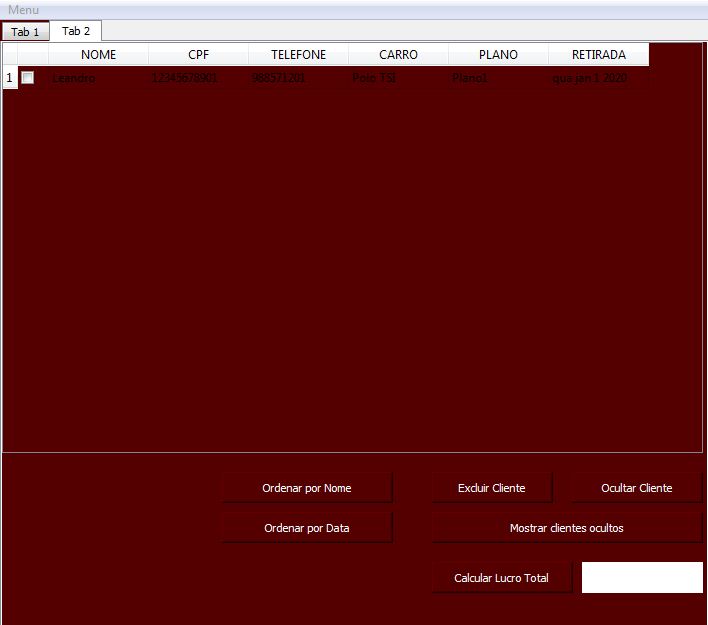 Menu
Tab 1 Tab 2
NOME CPF TELEFONE CARRO PLANO RETIRADA
1 Leandro 12345678901 988571201 Polo TSI Plano1 qua jan 1 2020
Ordenar por Nome Excluir Cliente Ocultar Cliente
Ordenar por Data Mostrar clientes ocultos
Calcular Lucro Total